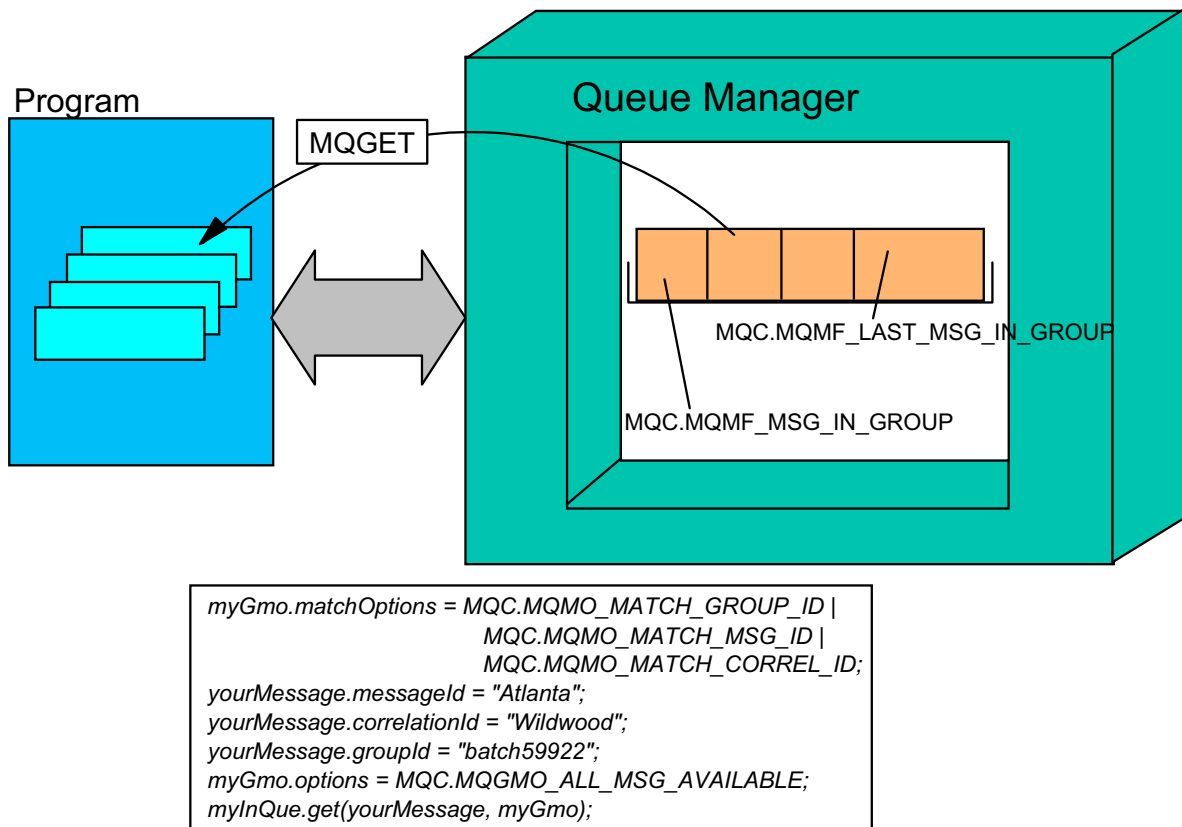 Program
Queue Manager
MQGET
MQC.MQMF_LAST_MSG_IN_GROUP
MQC.MQMF_MSG_IN_GROUP
myGmo.matchOptions = MQC.MQMO_MATCH_GROUP_ID |
MQC.MQMO_MATCH_MSG_ID |
MQC.MQMO_MATCH_CORREL_ID;
yourMessage.messageId = "Atlanta";
yourMessage.correlationId = "Wildwood";
yourMessage.groupId = "batch59922";
myGmo.options = MQC.MQGMO_ALL_MSG_AVAILABLE;
myInQue.get(yourMessage, myGmo);